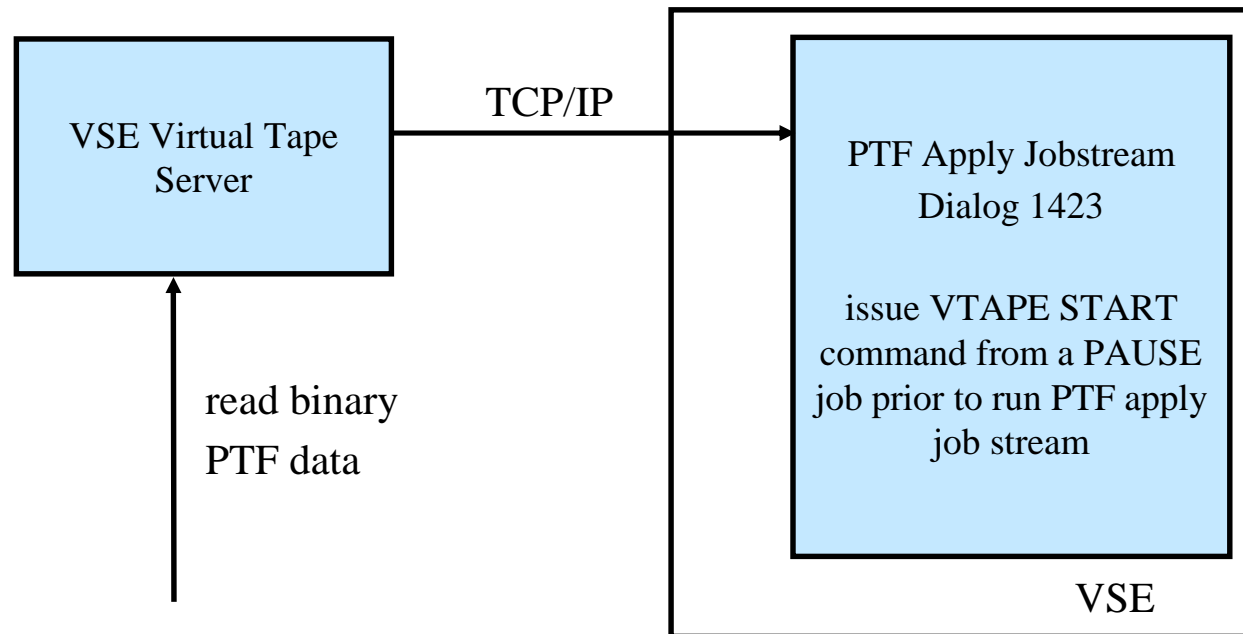 VSE Virtual Tape
Server
TCP/IP
PTF Apply Jobstream
Dialog 1423
issue VTAPE START
command from a PAUSE
job prior to run PTF apply
job stream
read binary
PTF data
VSE